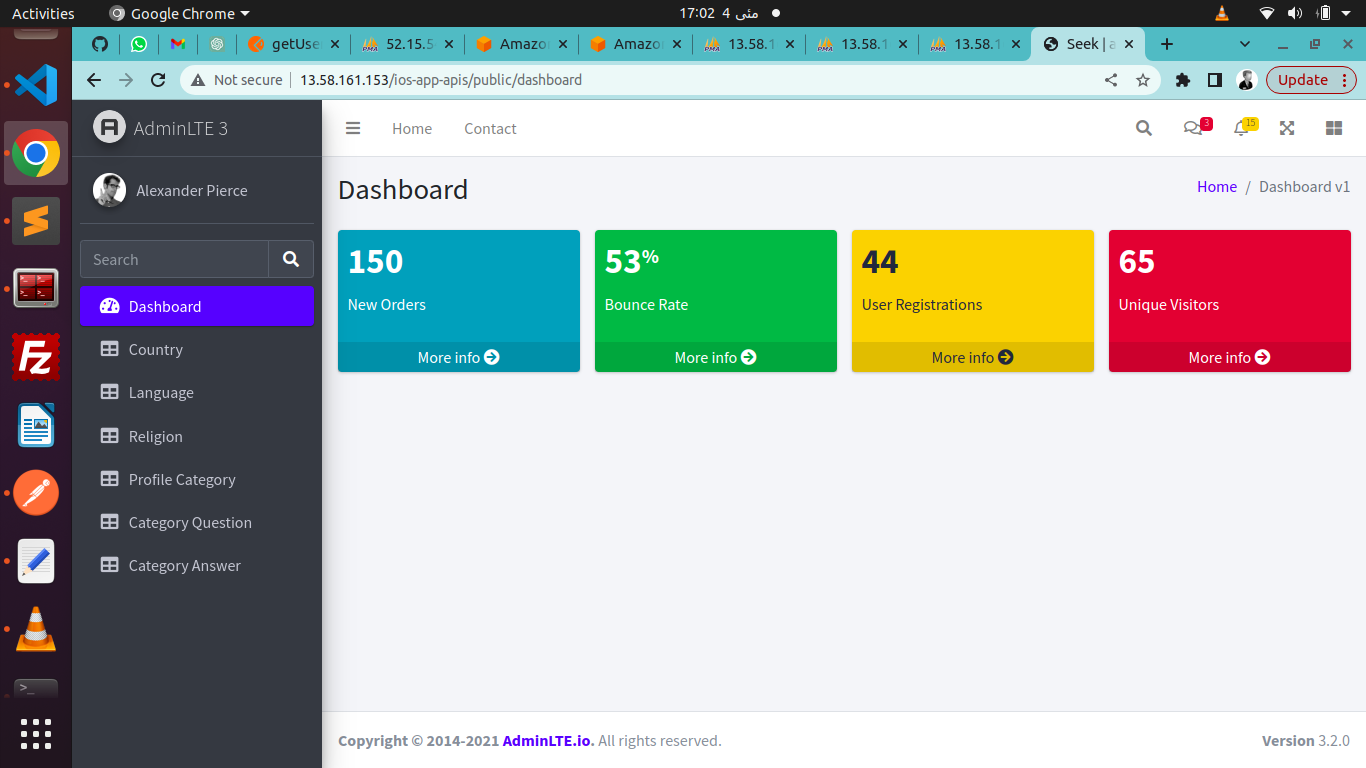 Activities
Google Chrome
17:02 مئی 4
getUse
52.15.5
Amazo
Amazo
13.58.1
13.58.1
13.58.1
Seek | a
Not secure
13.58.161.153/ios-app-apis/public/dashboard
Update
AdminLTE 3
Home
Contact
3
15
Alexander Pierce
Dashboard
Home / Dashboard v1
Search
Dashboard
Country
Language
Religion
Profile Category
Category Question
Category Answer
150
New Orders
More info
53%
Bounce Rate
More info
44
User Registrations
More info
65
Unique Visitors
More info
Copyright © 2014-2021 AdminLTE.io. All rights reserved.
Version 3.2.0